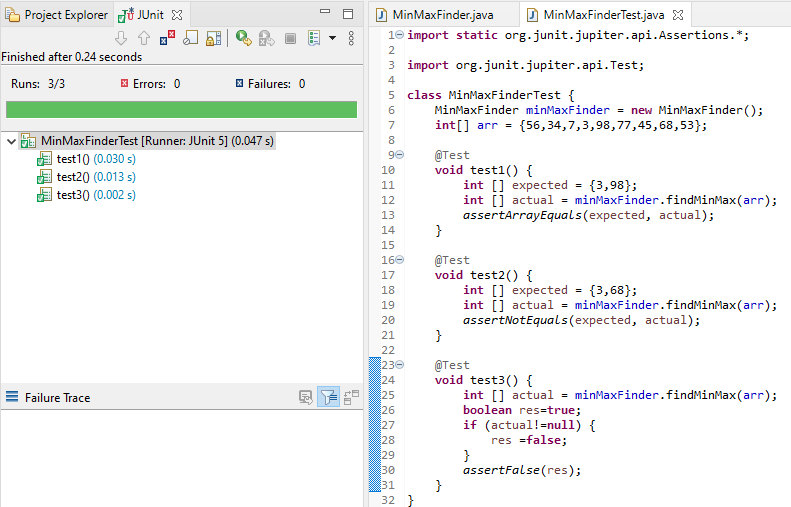 Project Explorer
JUnit
Finished after 0.24 seconds
Runs: 3/3
Errors: 0
Failures: 0
MinMaxFinderTest [Runner: JUnit 5] (0.047 s)
test1() (0.030 s)
test2() (0.013 s)
test3() (0.002 s)
Failure Trace
MinMaxFinder.java
MinMaxFinderTest.java
1 import static org.junit.jupiter.api.Assertions.*;
2
3 import org.junit.jupiter.api.Test;
4
5 class MinMaxFinderTest {
6 MinMaxFinder minMaxFinder = new MinMaxFinder();
7 int[] arr = {56,34,7,3,98,77,45,68,53};
8
9 @Test
10 void test1() {
11 int [] expected = {3,98};
12 int [] actual = minMaxFinder.findMinMax(arr);
13 assertArrayEquals(expected, actual);
14 }
15
16 @Test
17 void test2() {
18 int [] expected = {3,68};
19 int [] actual = minMaxFinder.findMinMax(arr);
20 assertNotEquals(expected, actual);
21 }
22
23 @Test
24 void test3() {
25 int [] actual = minMaxFinder.findMinMax(arr);
26 boolean res=true;
27 if (actual!=null) {
28 res =false;
29 }
30 assertFalse(res);
31 }
32 }